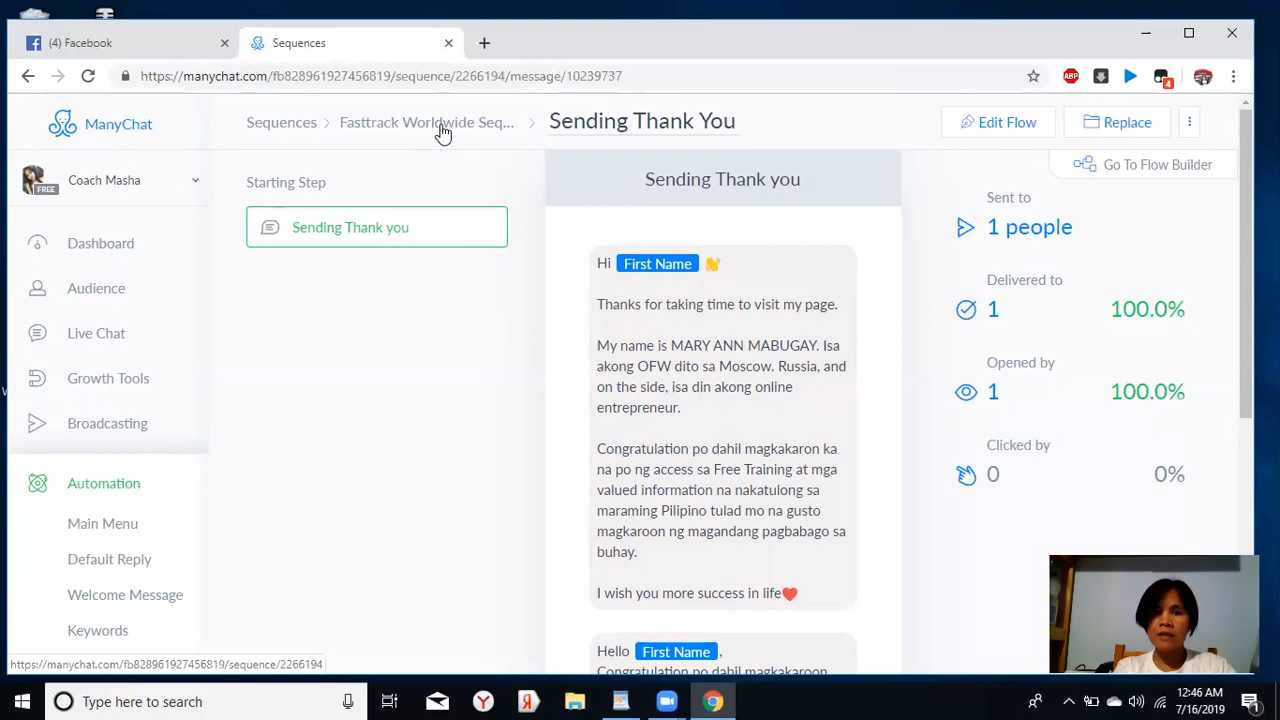 (4) Facebook
Sequences
https://manychat.com/fb828961927456819/sequence/2266194/message/10239737
ABP
4
ManyChat
Sequences
Fasttrack Worldwide Seq...
Sending Thank You
Edit Flow
Replace
Go To Flow Builder
FREE
Coach Masha
Dashboard
Audience
Live Chat
Growth Tools
Broadcasting
Automation
Main Menu
Default Reply
Welcome Message
Keywords
https://manychat.com/fb828961927456819/sequence/2266194
Starting Step
Sending Thank you
Sending Thank you
Hi First Name 👋
Thanks for taking time to visit my page.
My name is MARY ANN MABUGAY. Isa
akong OFW dito sa Moscow. Russia, and
on the side, isa din akong online
entrepreneur.
Congratulation po dahil magkakaron ka
na po ng access sa Free Training at mga
valued information na nakatulong sa
maraming Pilipino tulad mo na gusto
magkaroon ng magandang pagbabago sa
buhay.
I wish you more success in life❤
Hello First Name ,
Congratulation po dahil magkakaroon
Sent to
1 people
Delivered to
1 100.0%
Opened by
1 100.0%
Clicked by
0 0%
Type here to search
12:46 AM
7/16/2019
1